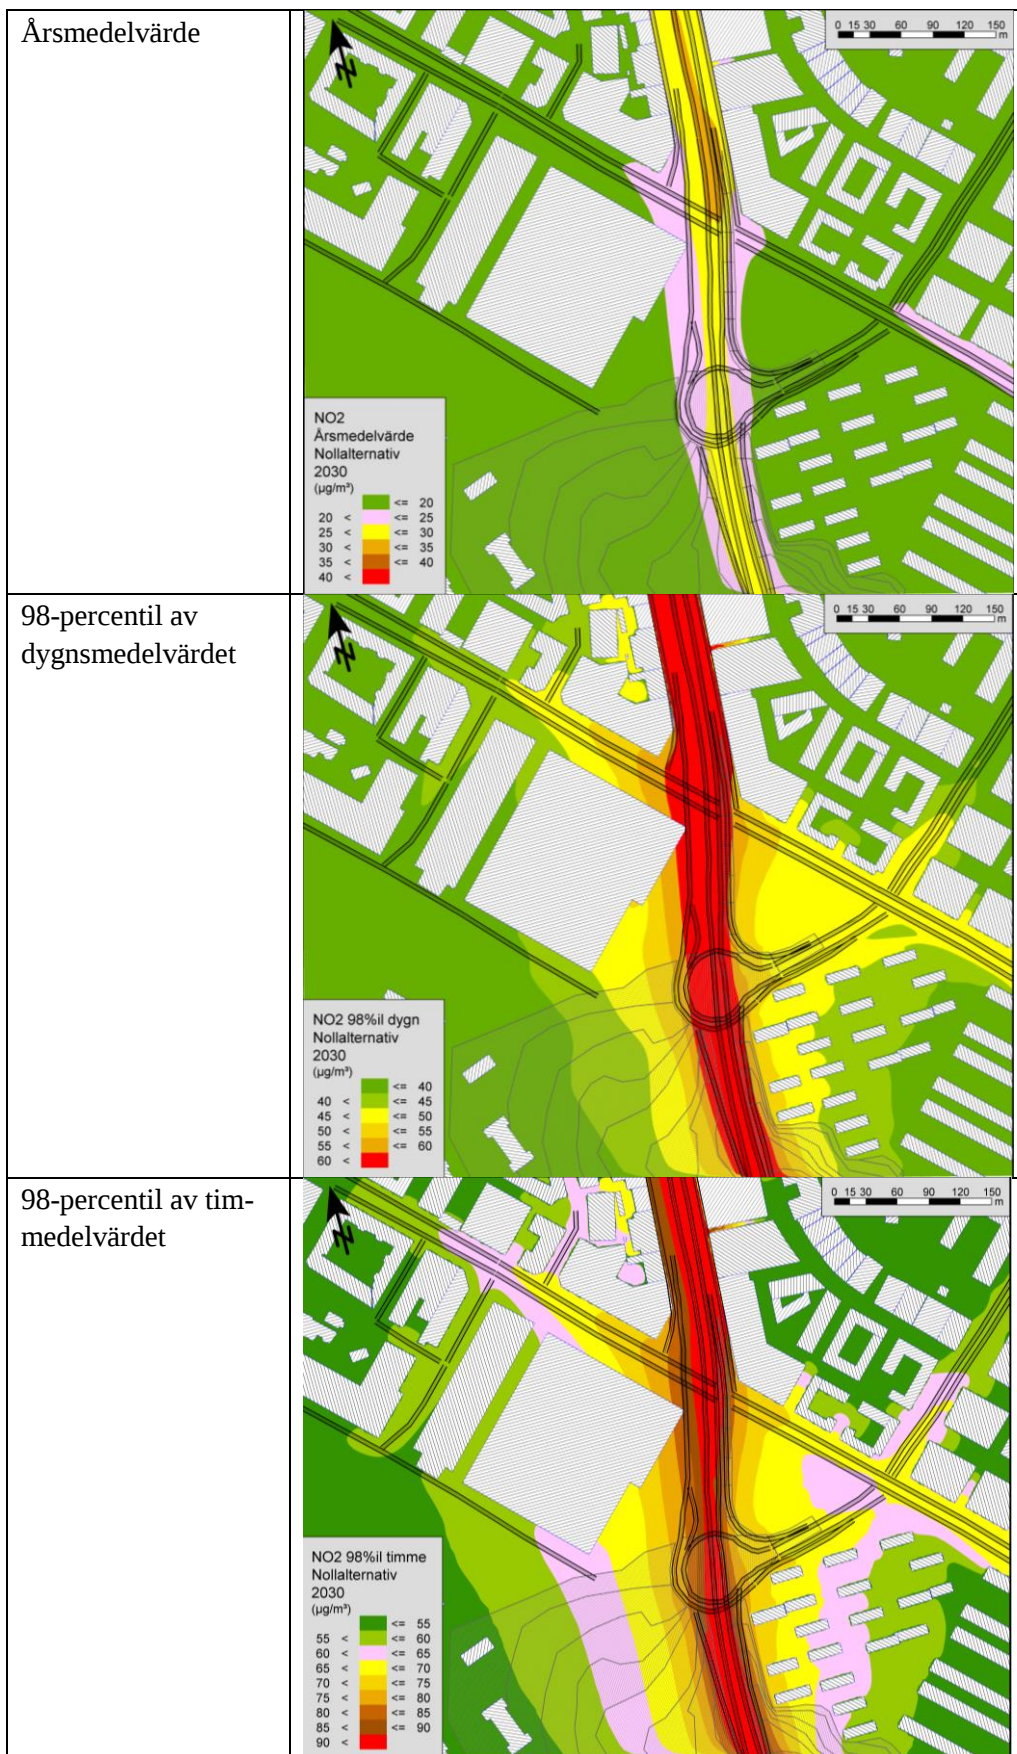 Årsmedelvärde
0 15 30 60 90 120 150
m
N
NO2
Årsmedelvärde
Nollalternativ
2030
(µg/m³)
<= 20
20 < <= 25
25 < <= 30
30 < <= 35
35 < <= 40
40 <
98-percentil av
dygnsmedelvärdet
0 15 30 60 90 120 150
m
N
NO2 98%il dygn
Nollalternativ
2030
(µg/m³)
<= 40
40 < <= 45
45 < <= 50
50 < <= 55
55 < <= 60
60 <
98-percentil av tim-
medelvärdet
0 15 30 60 90 120 150
m
N
NO2 98%il timme
Nollalternativ
2030
(µg/m³)
<= 55
55 < <= 60
60 < <= 65
65 < <= 70
70 < <= 75
75 < <= 80
80 < <= 85
85 < <= 90
90 <